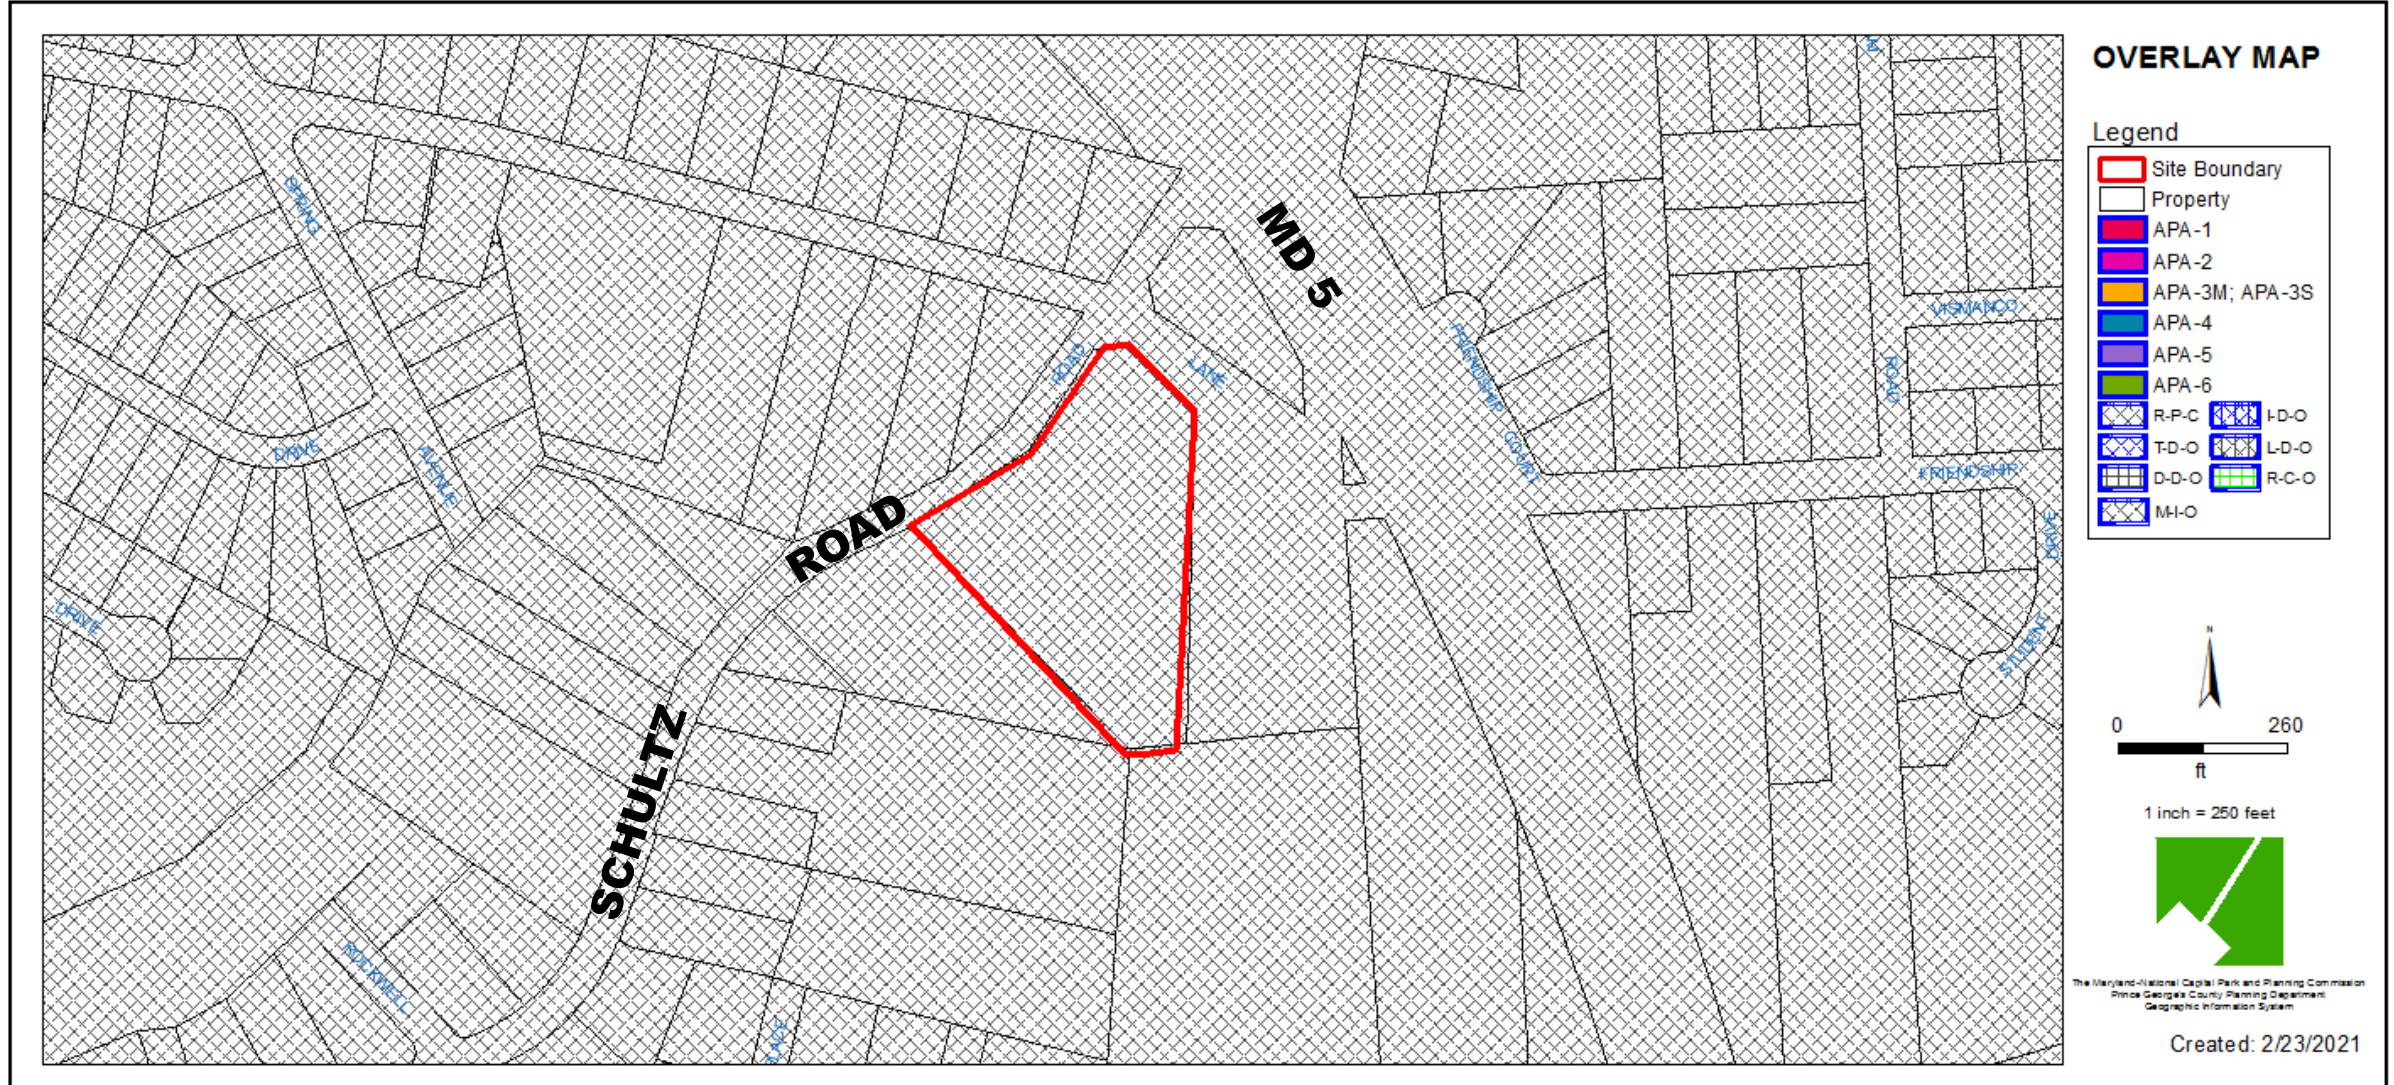 OVERLAY MAP
Legend
Site Boundary
Property
APA-1
APA-2
APA-3M; APA-3S
APA-4
APA-5
APA-6
R-P-C
I-D-O
T-D-O
L-D-O
D-D-O
R-C-O
M-I-O
N
0 260
ft
1 inch = 250 feet
The Maryland-National Capital Park and Planning Commission
Prince George's County Planning Department
Geographic Information System
Created: 2/23/2021
SPRING
MD 5
VISMANCO
ROAD
LANE
FRIENDSHIP
COURT
ROAD
DRIVE
AVENUE
FRIENDSHIP
ROAD
DRIVE
DRIVE
STUDENT
SCHULTZ
ROCKWELL